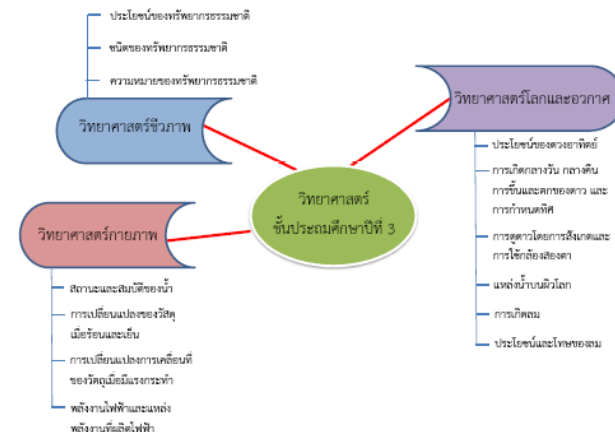 ประโยชน์ของทรัพยากรธรรมชาติ
ชนิดของทรัพยากรธรรมชาติ
ความหมายของทรัพยากรธรรมชาติ
วิทยาศาสตร์ชีวภาพ
วิทยาศาสตร์โลกและอวกาศ
ประโยชน์ของดวงอาทิตย์
การเกิดกลางวัน กลางคืน
การขึ้นและตกของดาว และ
การกำหนดทิศ
การดูดาวโดยการสังเกตและ
การใช้กล้องสองตา
แหล่งน้ำบนผิวโลก
การเกิดลม
ประโยชน์และโทษของลม
วิทยาศาสตร์
ชั้นประถมศึกษาปีที่ 3
วิทยาศาสตร์กายภาพ
สถานะและสมบัติของน้ำ
การเปลี่ยนแปลงของวัสดุ
เมื่อร้อนและเย็น
การเปลี่ยนแปลงการเคลื่อนที่
ของวัตถุเมื่อมีแรงกระทำ
พลังงานไฟฟ้าและแหล่ง
พลังงานที่ผลิตไฟฟ้า